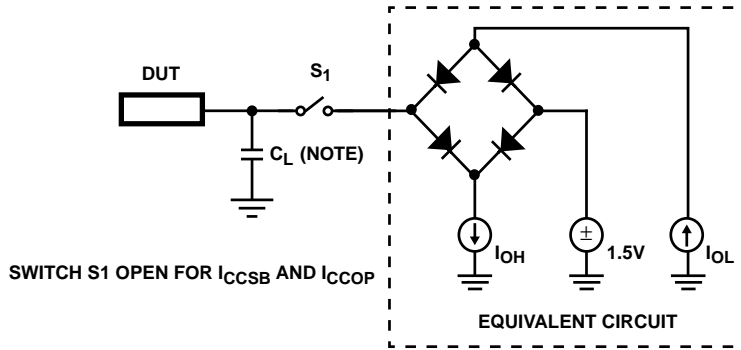 DUT
S1
CL (NOTE)
±
IOH
1.5V
IOL
SWITCH S1 OPEN FOR ICCSB AND ICCOP
EQUIVALENT CIRCUIT